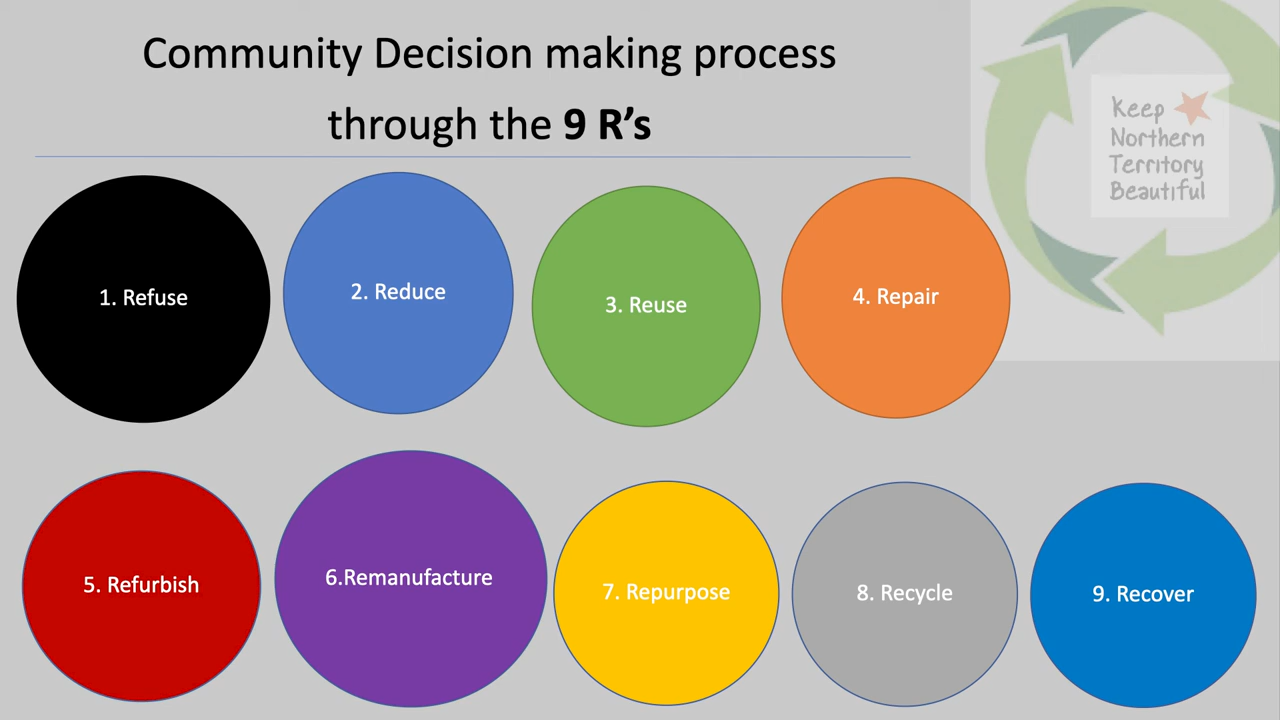 Community Decision making process
through the 9 R’s
Keep
Northern
Territory
Beautiful
1. Refuse
2. Reduce
3. Reuse
4. Repair
5. Refurbish
6.Remanufacture
7. Repurpose
8. Recycle
9. Recover